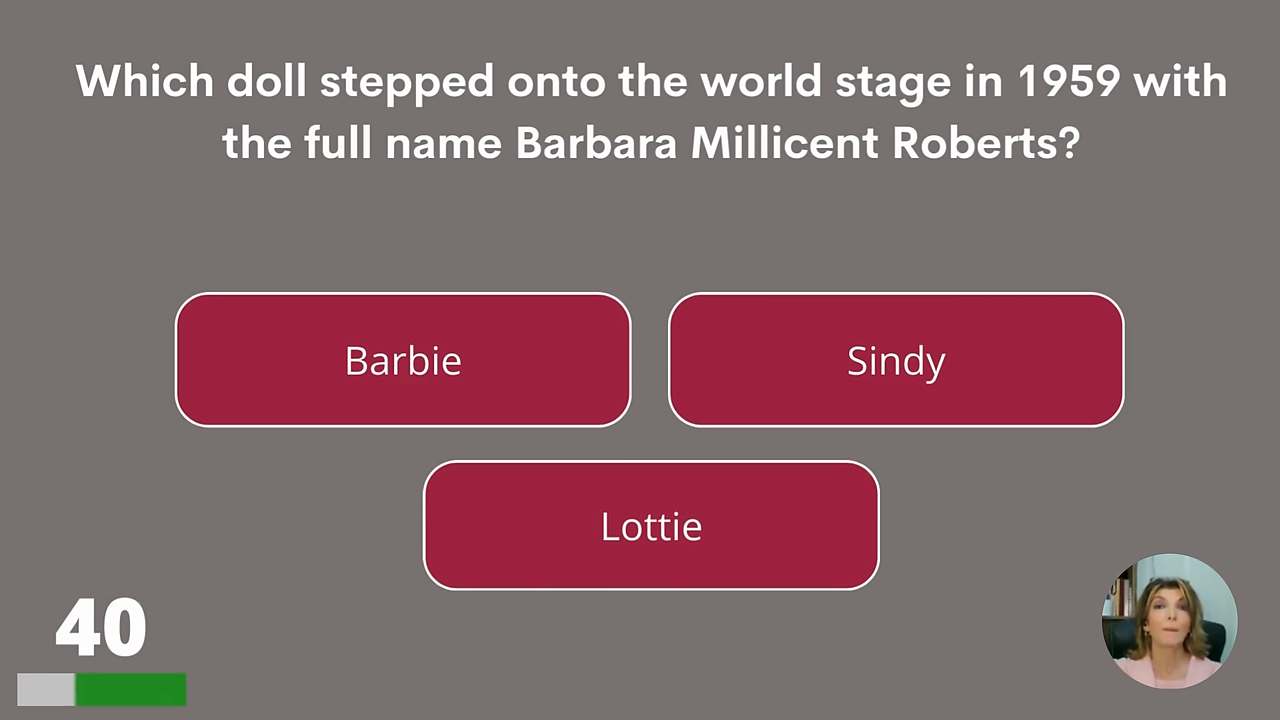 Which doll stepped onto the world stage in 1959 with
the full name Barbara Millicent Roberts?
Barbie
Sindy
Lottie
40